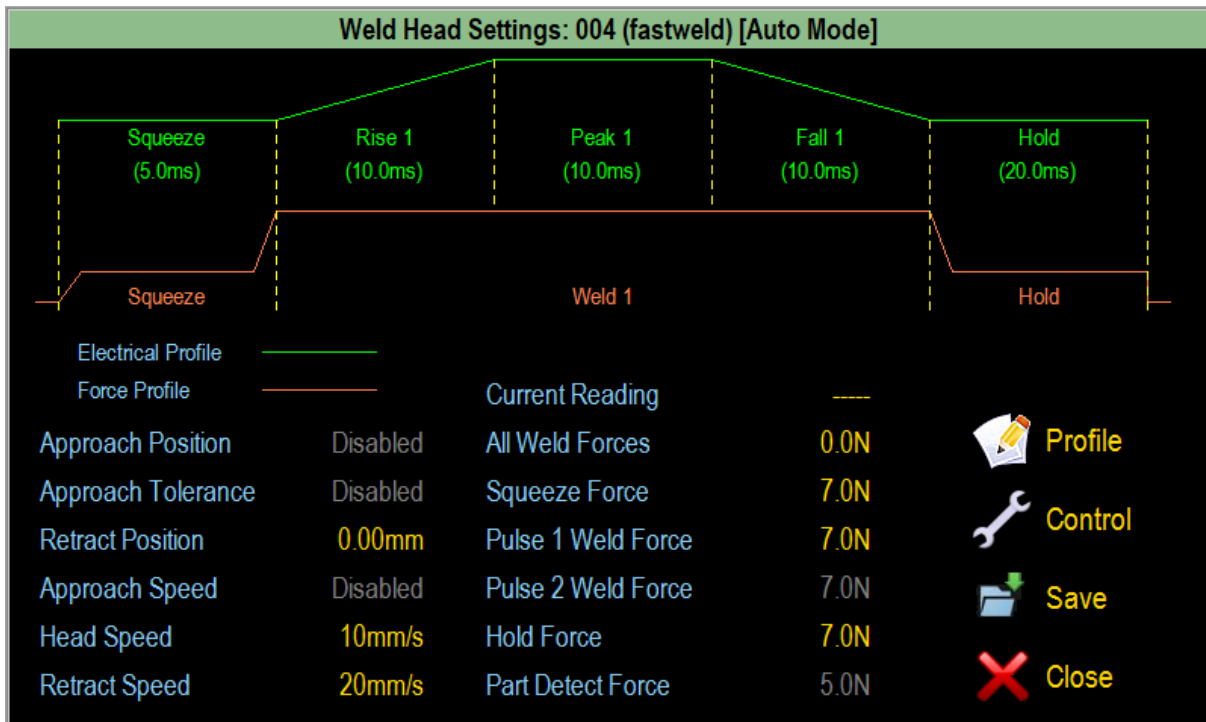 Weld Head Settings: 004 (fastweld) [Auto Mode]
Squeeze Rise 1 Peak 1 Fall 1 Hold
(5.0ms) (10.0ms) (10.0ms) (10.0ms) (20.0ms)
Squeeze Weld 1 Hold
Electrical Profile
Force Profile
Current Reading -----
Approach Position Disabled All Weld Forces 0.0N Profile
Approach Tolerance Disabled Squeeze Force 7.0N
Retract Position 0.00mm Pulse 1 Weld Force 7.0N Control
Approach Speed Disabled Pulse 2 Weld Force 7.0N Save
Head Speed 10mm/s Hold Force 7.0N
Retract Speed 20mm/s Part Detect Force 5.0N Close